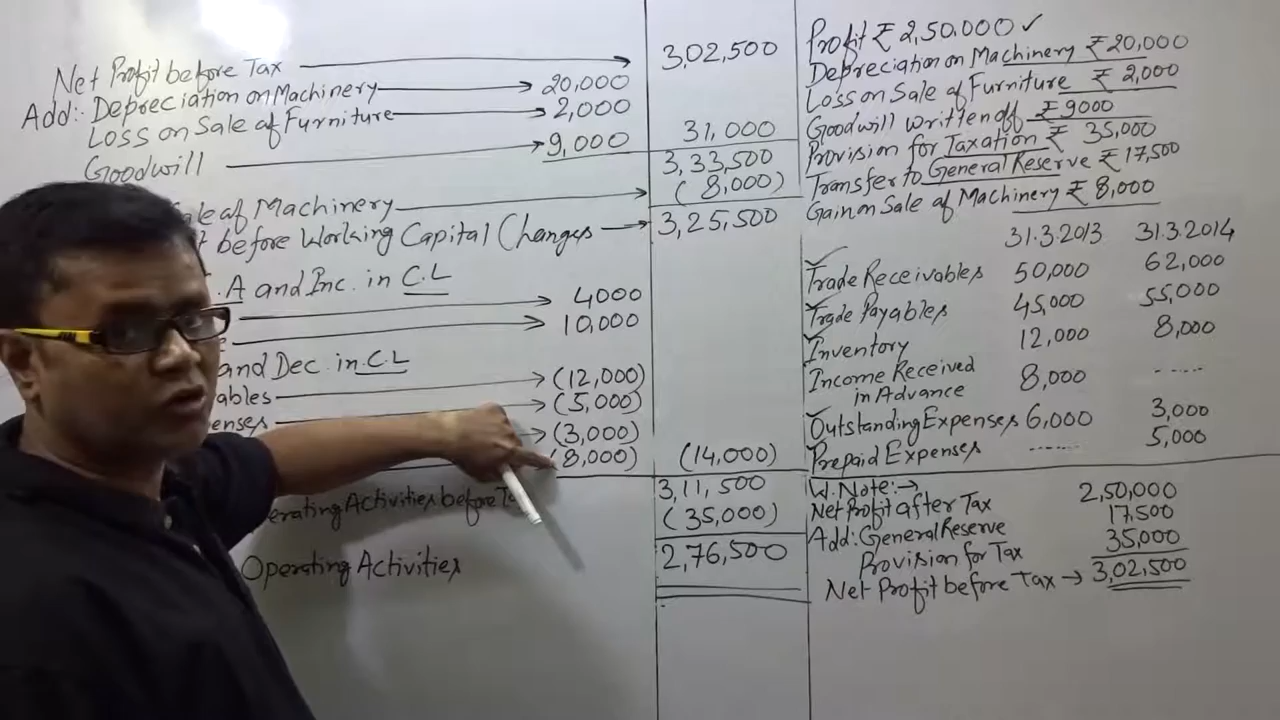 Net Profit before Tax 3,02,500
Add:- Depreciation on Machinery 20,000
Loss on Sale of Furniture 2,000
Goodwill 9,000 31,000
3,33,500
Sale of Machinery (8,000)
before Working Capital Changes 3,25,500
.A and Inc. in C.L
4000
10,000
and Dec. in C.L
ables (12,000)
enses (5,000)
(3,000)
(8,000) (14,000)
3,11,500
erating Activities before (35,000)
Operating Activities 2,76,500
Profit ₹ 2,50,000 ✓
Depreciation on Machinery ₹ 20,000
Loss on Sale of Furniture ₹ 2,000
Goodwill written off ₹ 9000
Provision for Taxation ₹ 35,000
Transfer to General Reserve ₹ 17,500
Gain on Sale of Machinery ₹ 8,000
31.3.2013 31.3.2014
Trade Receivables 50,000 62,000
Trade Payables 45,000 55,000
Inventory 12,000 8,000
Income Received
in Advance 8,000 -----
Outstanding Expenses 6,000 3,000
Prepaid Expenses ------ 5,000
W. Note:→
Net Profit after Tax 2,50,000
Add: General Reserve 17,500
Provision for Tax 35,000
Net Profit before Tax → 3,02,500